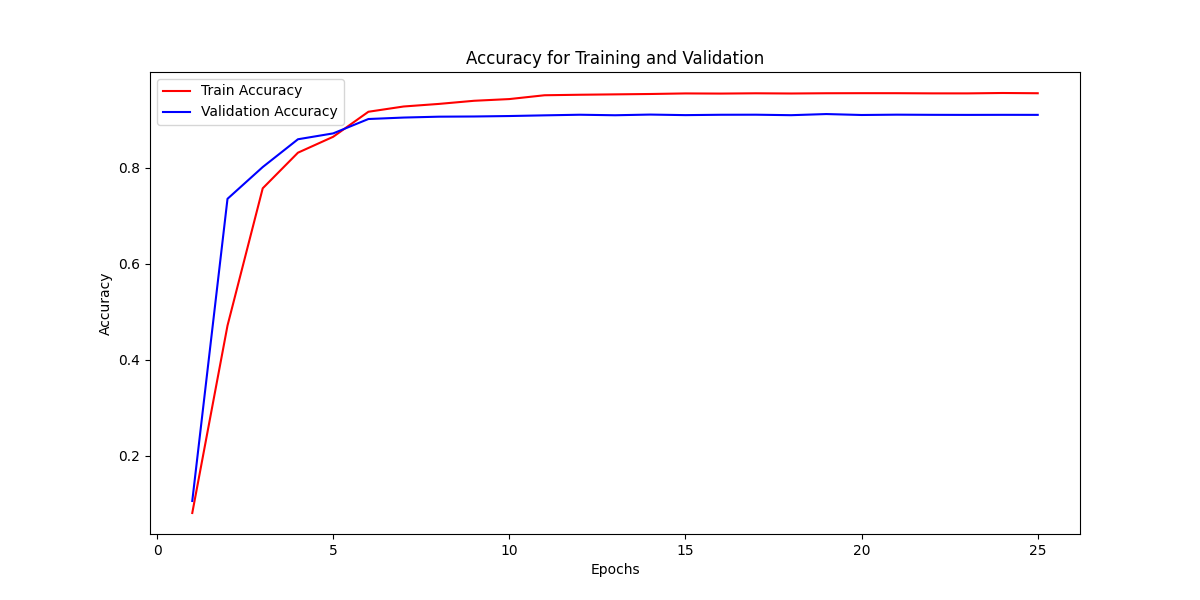 Accuracy for Training and Validation
Train Accuracy
Validation Accuracy
0.8
0.6
0.4
0.2
Accuracy
0 5 10 15 20 25
Epochs